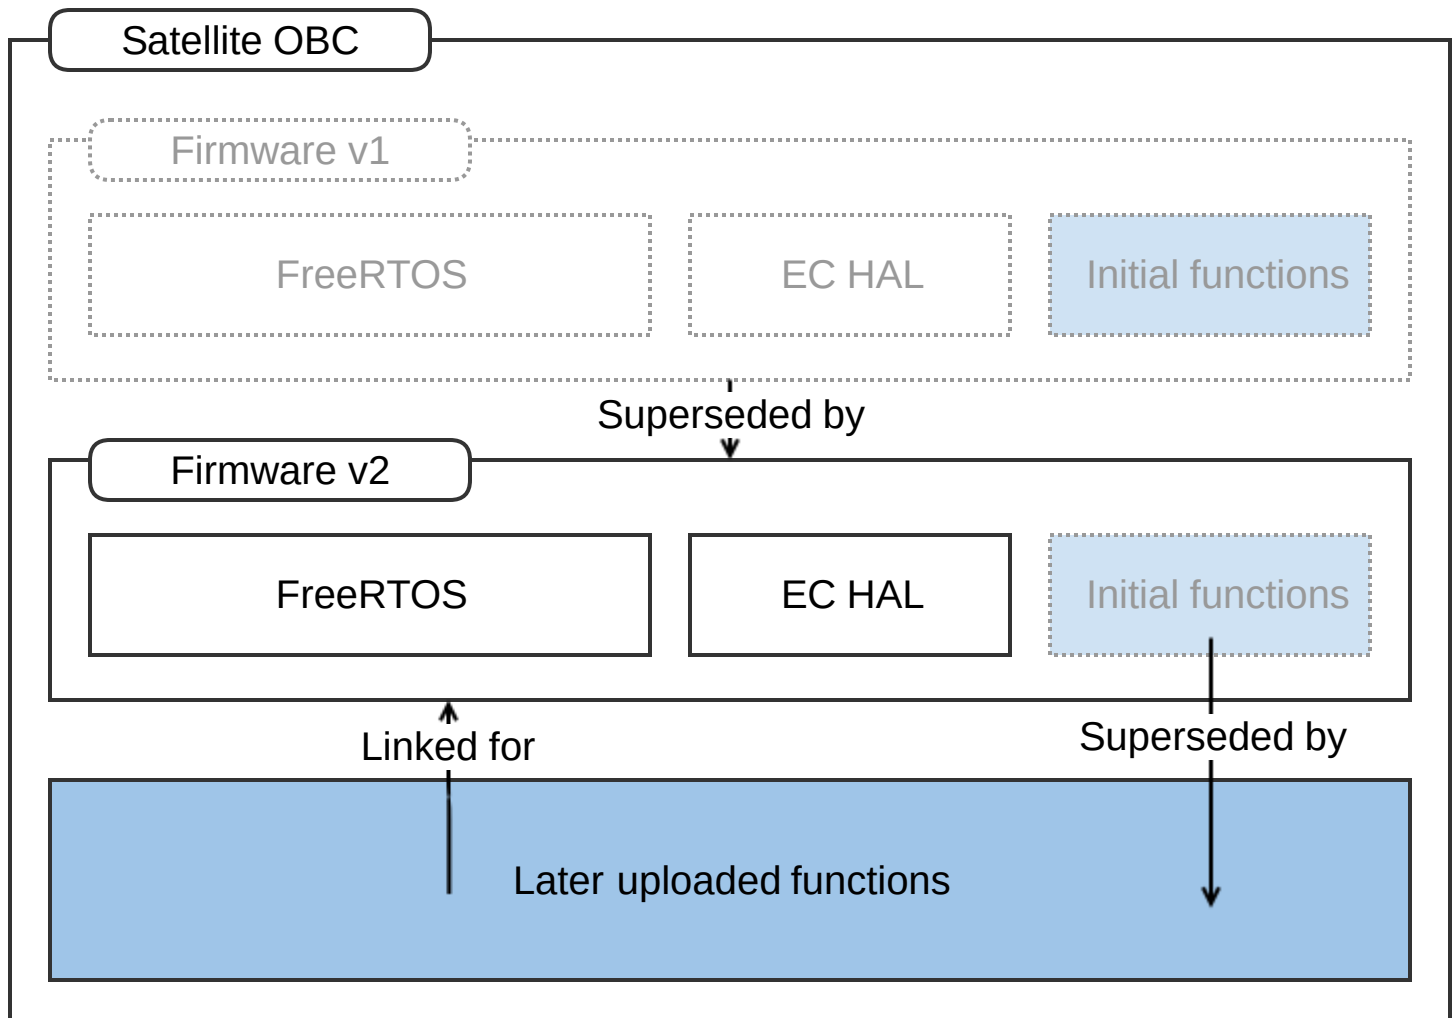 Satellite OBC
Firmware v1
FreeRTOS
EC HAL
Initial functions
Superseded by
Firmware v2
FreeRTOS
EC HAL
Initial functions
Linked for
Superseded by
Later uploaded functions